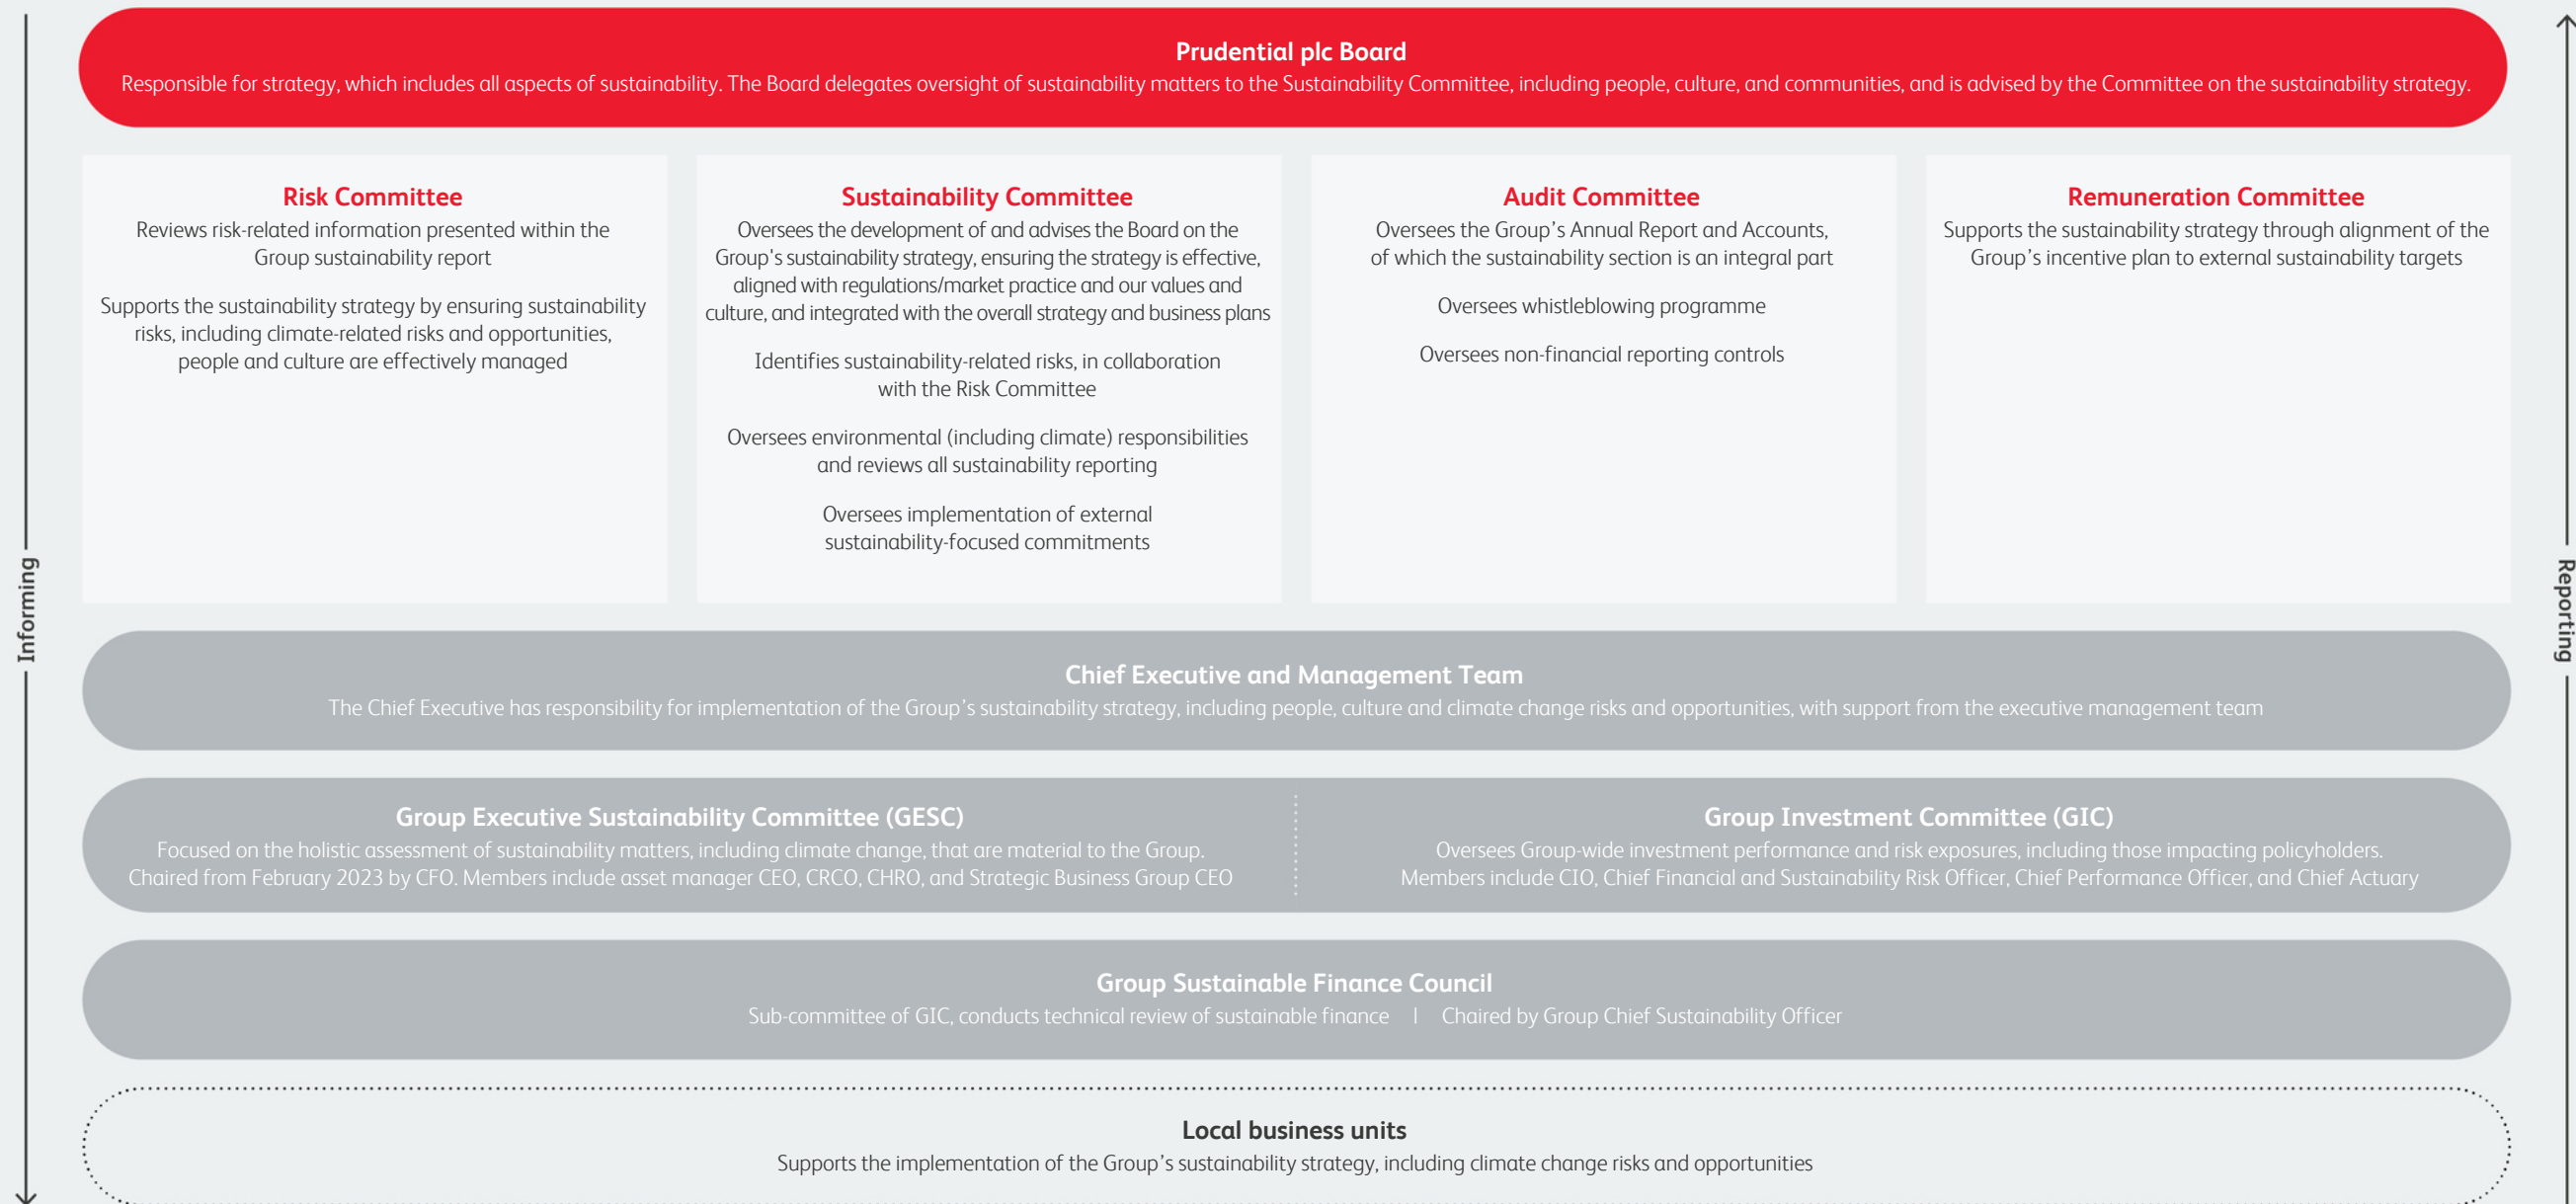 Prudential plc Board
Responsible for strategy, which includes all aspects of sustainability. The Board delegates oversight of sustainability matters to the Sustainability Committee, including people, culture, and communities, and is advised by the Committee on the sustainability strategy.
Risk Committee
Reviews risk-related information presented within the
Group sustainability report
Supports the sustainability strategy by ensuring sustainability
risks, including climate-related risks and opportunities,
people and culture are effectively managed
Sustainability Committee
Oversees the development of and advises the Board on the
Group's sustainability strategy, ensuring the strategy is effective,
aligned with regulations/market practice and our values and
culture, and integrated with the overall strategy and business plans
Identifies sustainability-related risks, in collaboration
with the Risk Committee
Oversees environmental (including climate) responsibilities
and reviews all sustainability reporting
Oversees implementation of external
sustainability-focused commitments
Audit Committee
Oversees the Group's Annual Report and Accounts,
of which the sustainability section is an integral part
Oversees whistleblowing programme
Oversees non-financial reporting controls
Remuneration Committee
Supports the sustainability strategy through alignment of the
Group's incentive plan to external sustainability targets
Informing
Reporting
Chief Executive and Management Team
The Chief Executive has responsibility for implementation of the Group's sustainability strategy, including people, culture and climate change risks and opportunities, with support from the executive management team
Group Executive Sustainability Committee (GESC)
Focused on the holistic assessment of sustainability matters, including climate change, that are material to the Group.
Chaired from February 2023 by CFO. Members include asset manager CEO, CRCO, CHRO, and Strategic Business Group CEO
Group Investment Committee (GIC)
Oversees Group-wide investment performance and risk exposures, including those impacting policyholders.
Members include CIO, Chief Financial and Sustainability Risk Officer, Chief Performance Officer, and Chief Actuary
Group Sustainable Finance Council
Sub-committee of GIC, conducts technical review of sustainable finance | Chaired by Group Chief Sustainability Officer
Local business units
Supports the implementation of the Group's sustainability strategy, including climate change risks and opportunities